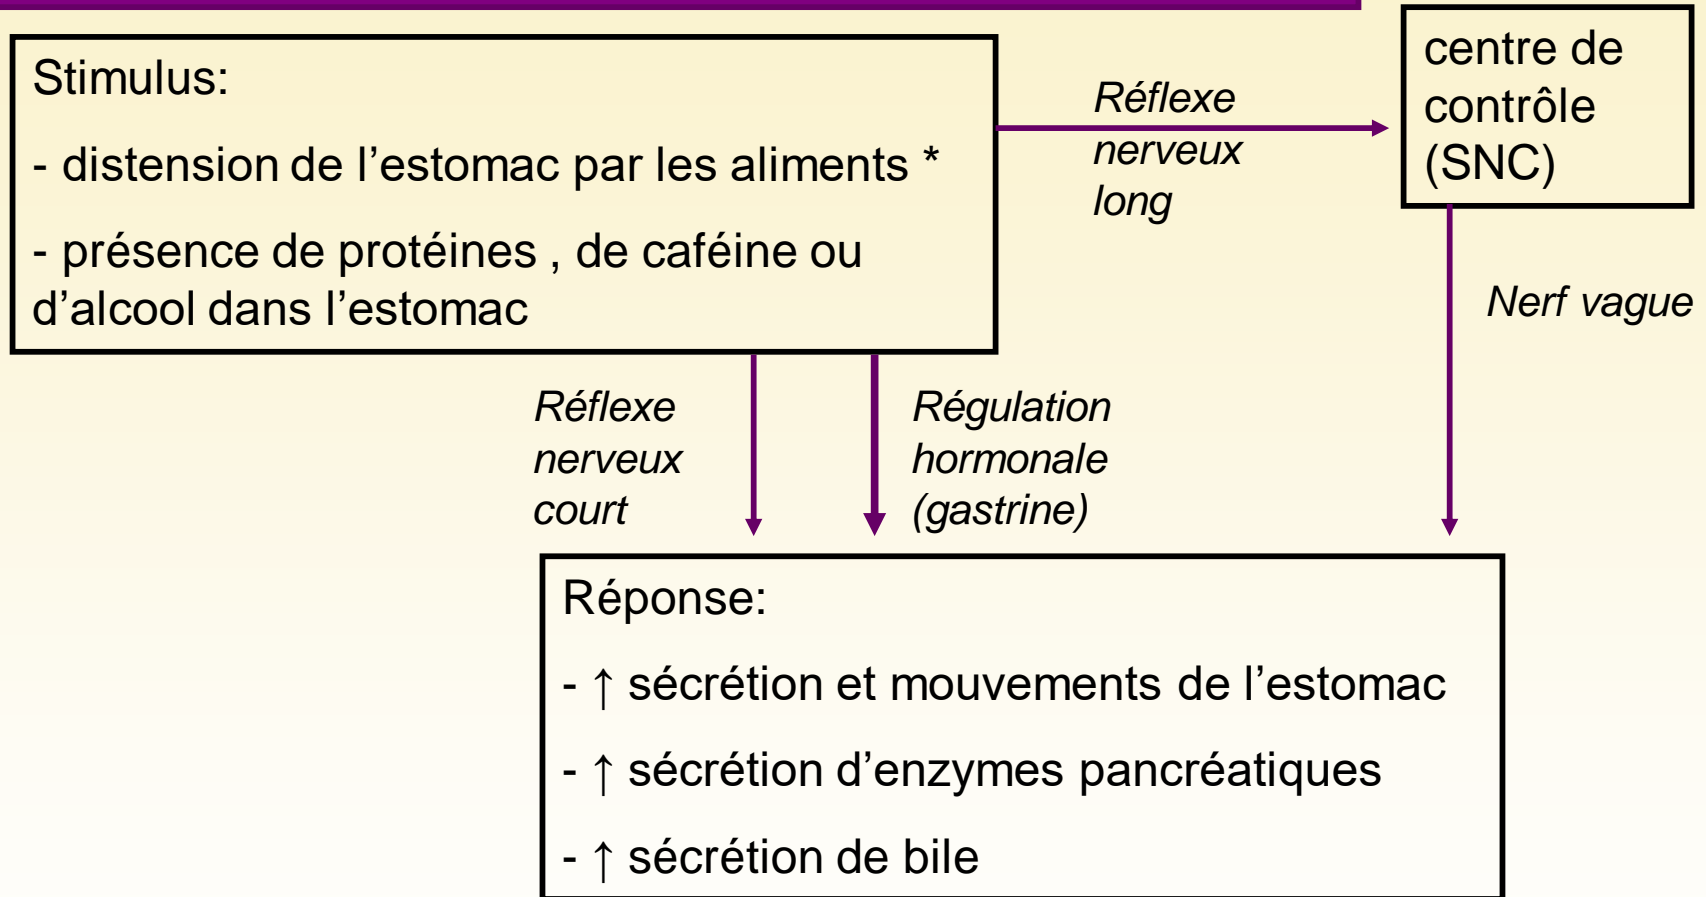 Stimulus:
- distension de l’estomac par les aliments *
- présence de protéines , de caféine ou
d’alcool dans l’estomac
Réflexe
nerveux
long
centre de
contrôle
(SNC)
Nerf vague
Réflexe
nerveux
court
Régulation
hormonale
(gastrine)
Réponse:
- ↑ sécrétion et mouvements de l’estomac
- ↑ sécrétion d’enzymes pancréatiques
- ↑ sécrétion de bile